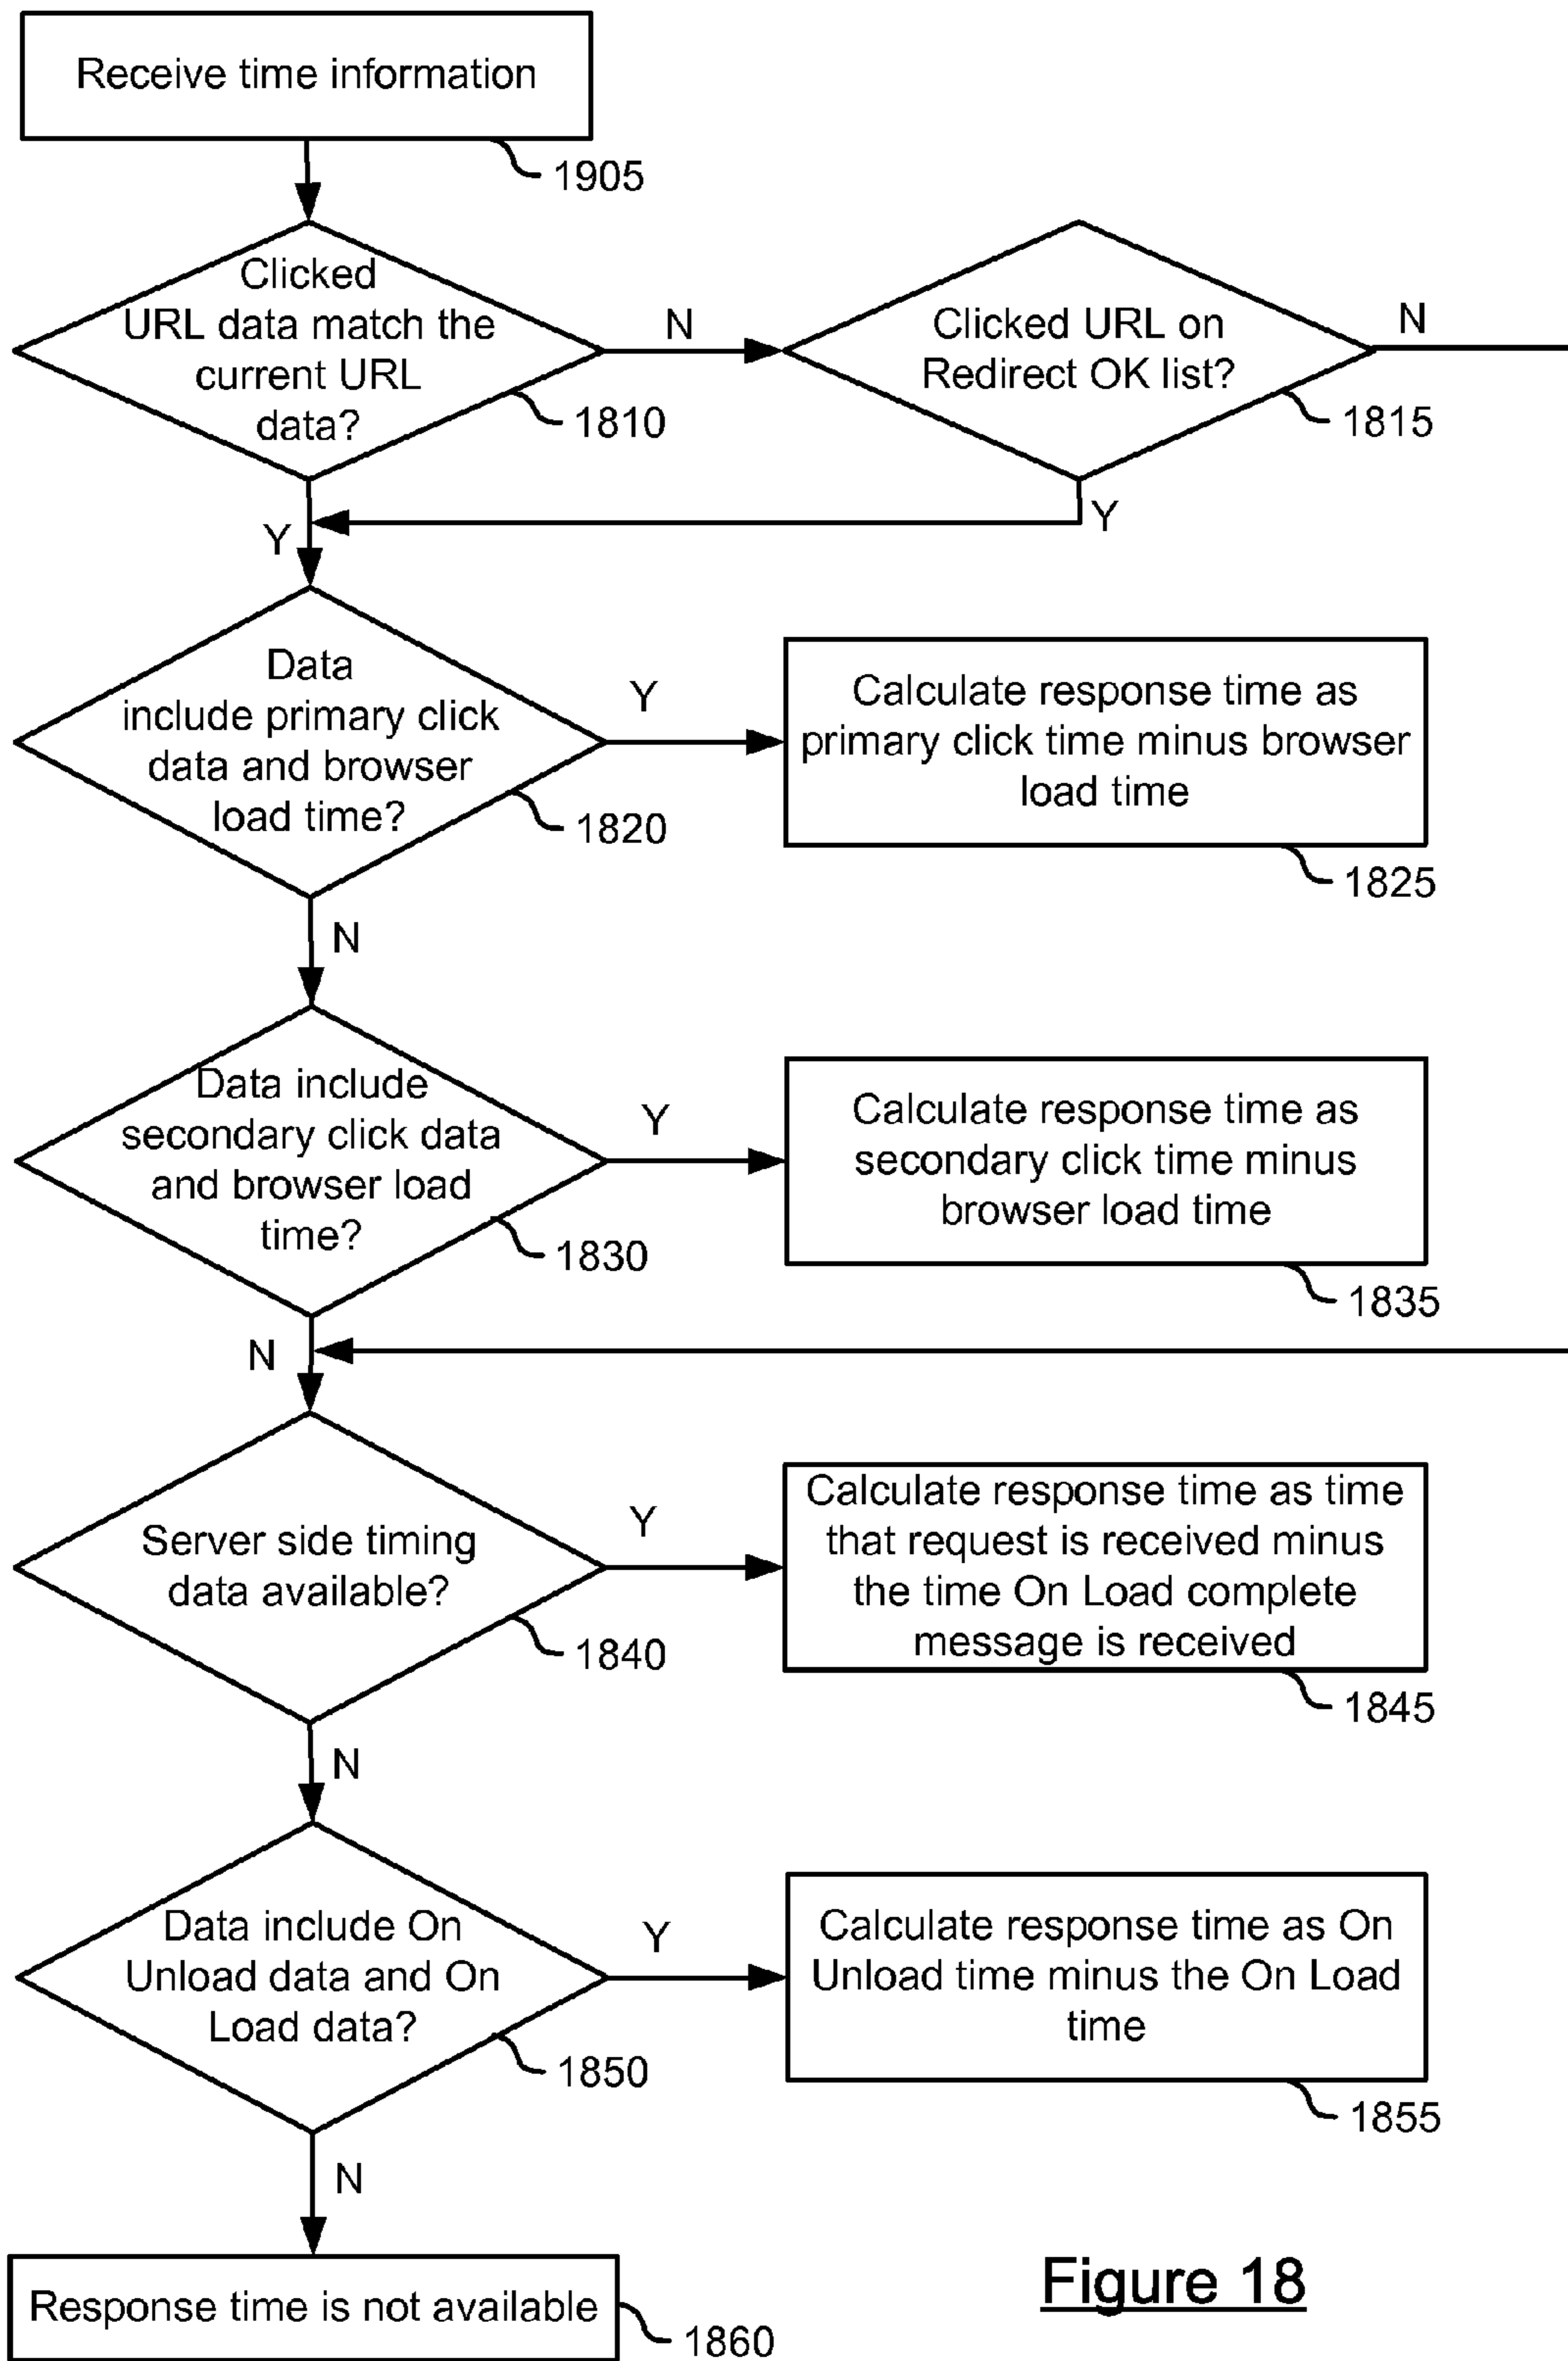 Receive time information
1905
Clicked
URL data match the
current URL
data?
1810
N
Clicked URL on
Redirect OK list?
1815
N
Y
Y
Data
include primary click
data and browser
load time?
1820
Y
Calculate response time as
primary click time minus browser
load time
1825
N
Data include
secondary click data
and browser load
time?
1830
Y
Calculate response time as
secondary click time minus
browser load time
1835
N
Server side timing
data available?
1840
Y
Calculate response time as time
that request is received minus
the time On Load complete
message is received
1845
N
Data include On
Unload data and On
Load data?
1850
Y
Calculate response time as On
Unload time minus the On Load
time
1855
N
Response time is not available
1860
Figure 18